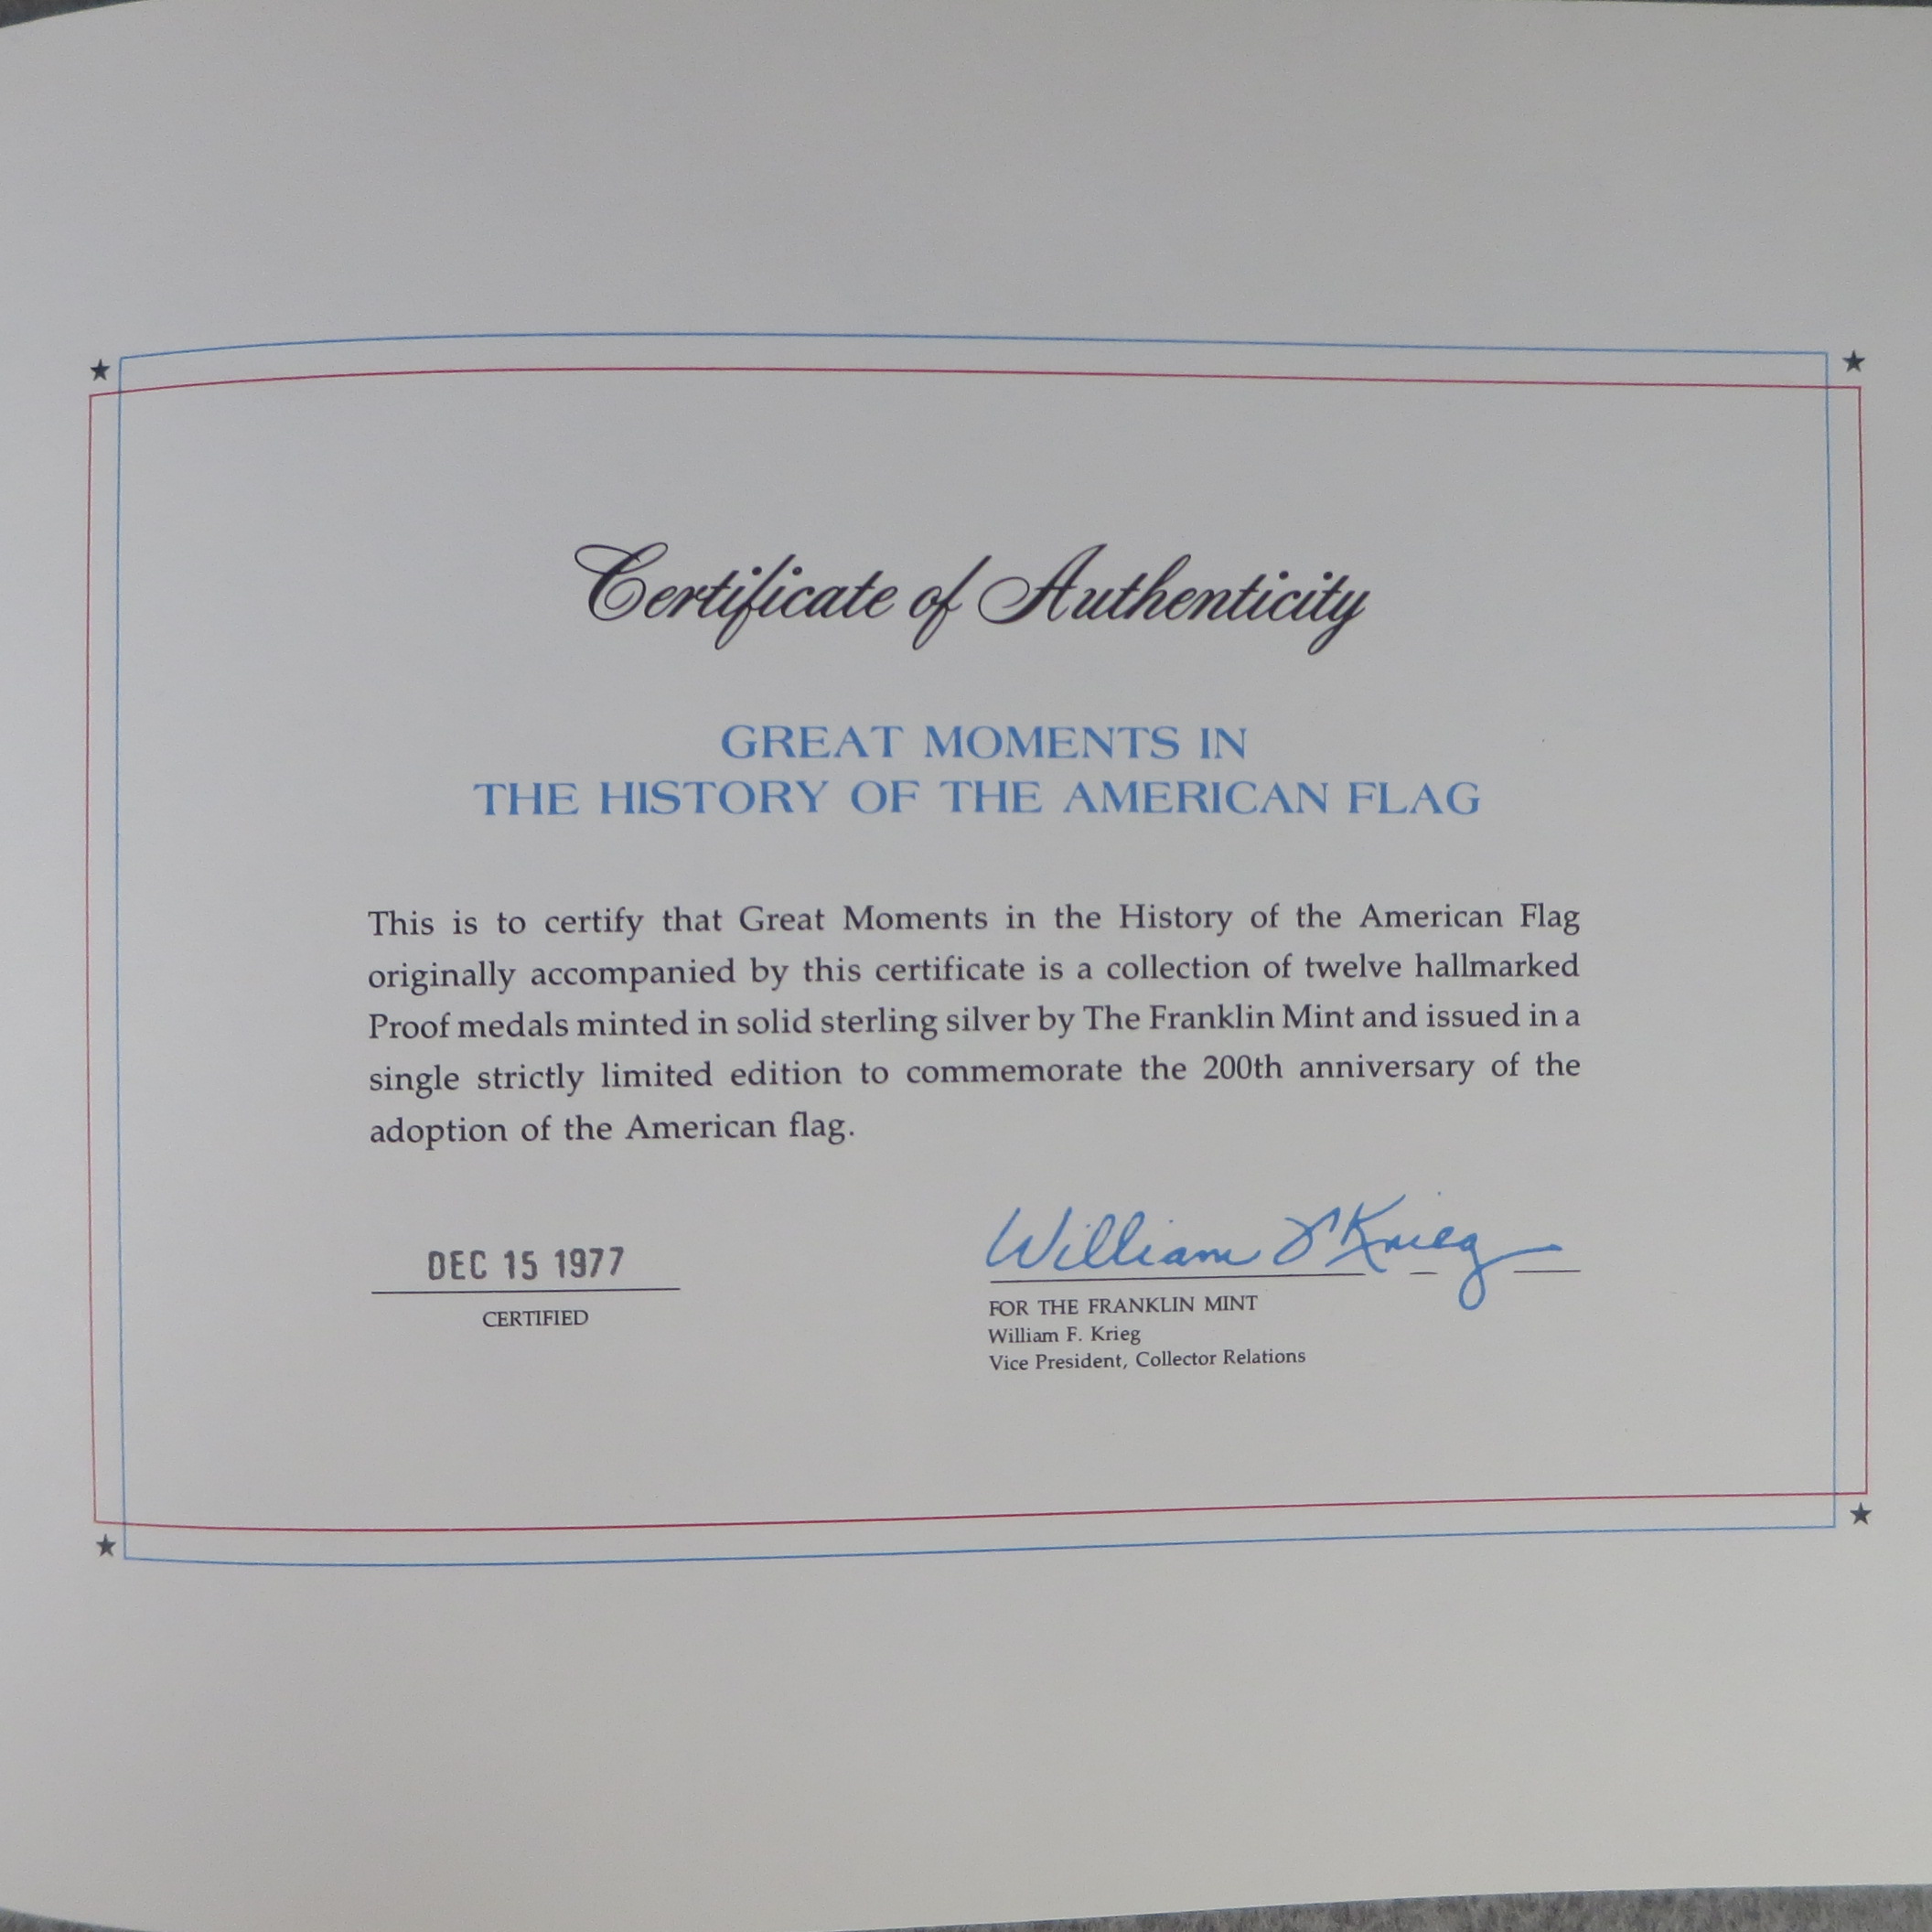 Certificate of Authenticity
GREAT MOMENTS IN
THE HISTORY OF THE AMERICAN FLAG
This is to certify that Great Moments in the History of the American Flag
originally accompanied by this certificate is a collection of twelve hallmarked
Proof medals minted in solid sterling silver by The Franklin Mint and issued in a
single strictly limited edition to commemorate the 200th anniversary of the
adoption of the American flag.
DEC 15 1977
CERTIFIED
William F Krieg
FOR THE FRANKLIN MINT
William F. Krieg
Vice President, Collector Relations